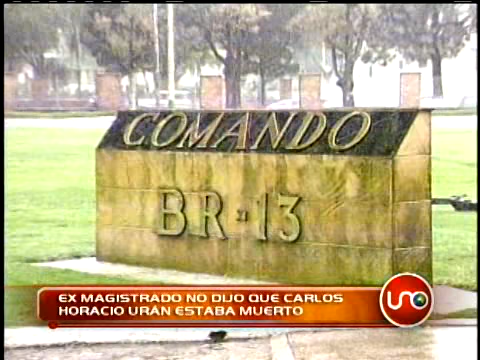 COMANDO
BR-13
EX MAGISTRADO NO DIJO QUE CARLOS
HORACIO URÁN ESTABA MUERTO
uno